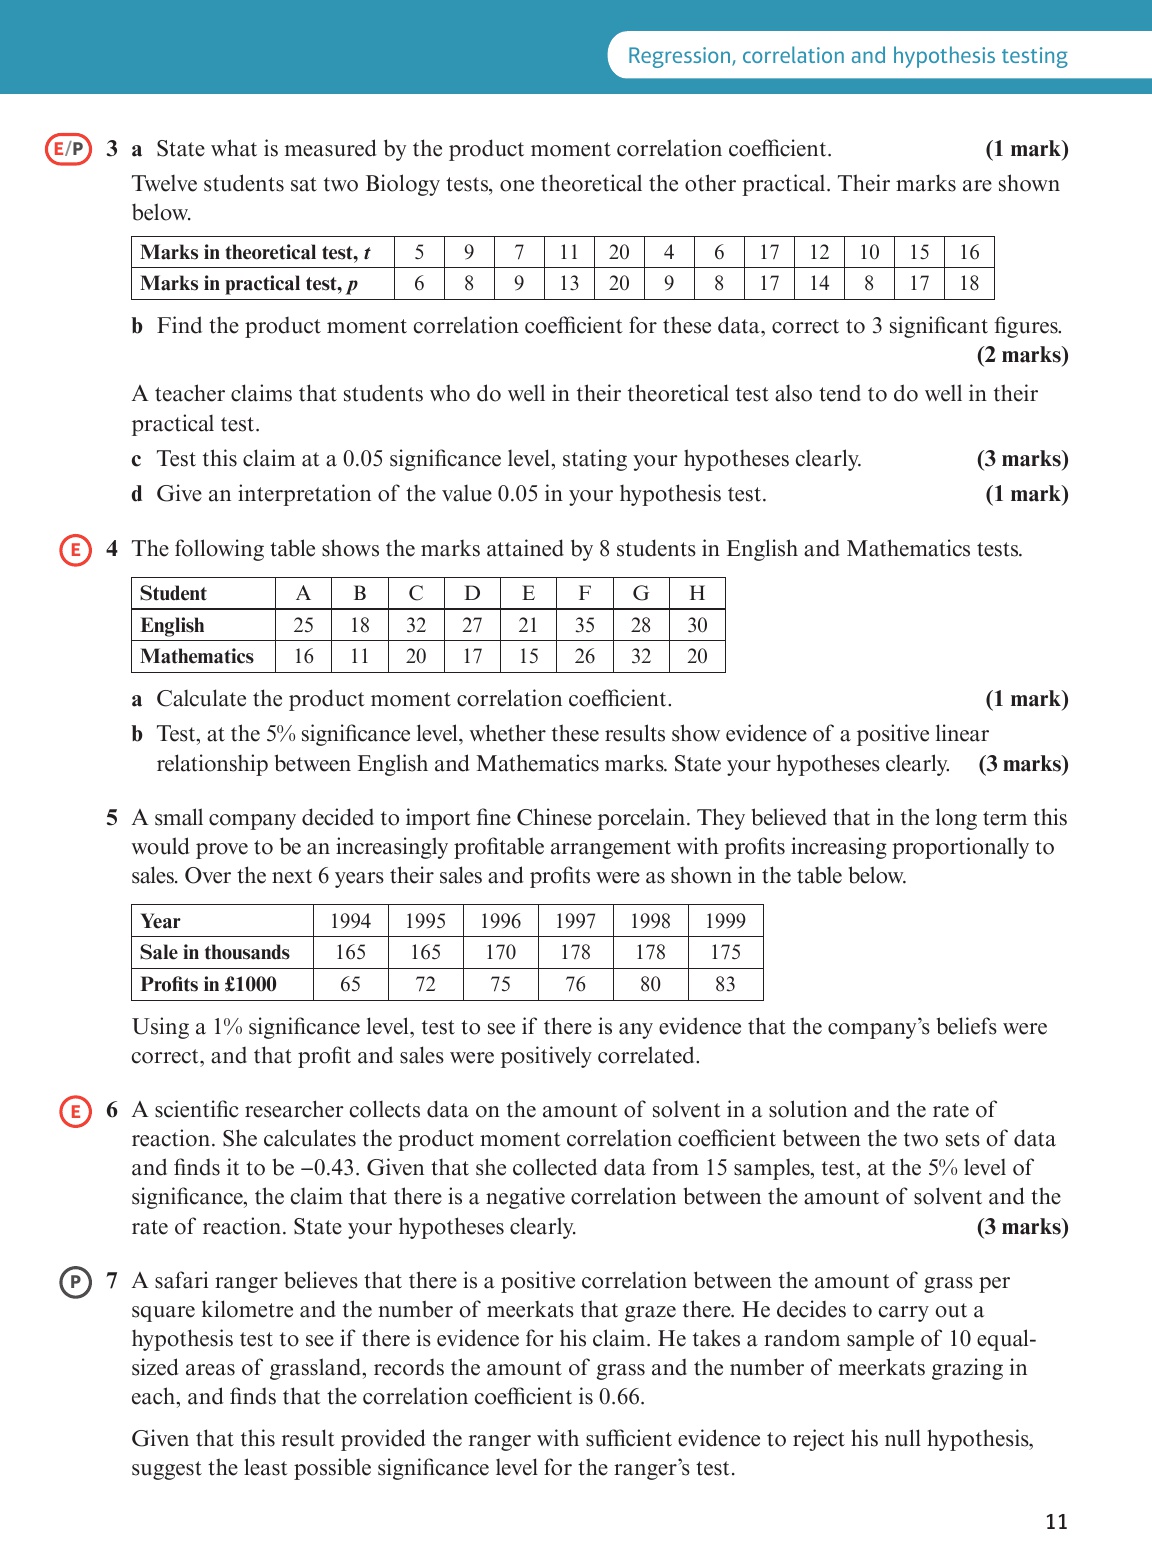 Regression, correlation and hypothesis testing
E/P 3 a State what is measured by the product moment correlation coefficient. (1 mark)
Twelve students sat two Biology tests, one theoretical the other practical. Their marks are shown
below.
Marks in theoretical test, t 5 9 7 11 20 4 6 17 12 10 15 16
Marks in practical test, p 6 8 9 13 20 9 8 17 14 8 17 18
b Find the product moment correlation coefficient for these data, correct to 3 significant figures.
(2 marks)
A teacher claims that students who do well in their theoretical test also tend to do well in their
practical test.
c Test this claim at a 0.05 significance level, stating your hypotheses clearly. (3 marks)
d Give an interpretation of the value 0.05 in your hypothesis test. (1 mark)
E 4 The following table shows the marks attained by 8 students in English and Mathematics tests.
Student A B C D E F G H
English 25 18 32 27 21 35 28 30
Mathematics 16 11 20 17 15 26 32 20
a Calculate the product moment correlation coefficient. (1 mark)
b Test, at the 5% significance level, whether these results show evidence of a positive linear
relationship between English and Mathematics marks. State your hypotheses clearly. (3 marks)
5 A small company decided to import fine Chinese porcelain. They believed that in the long term this
would prove to be an increasingly profitable arrangement with profits increasing proportionally to
sales. Over the next 6 years their sales and profits were as shown in the table below.
Year 1994 1995 1996 1997 1998 1999
Sale in thousands 165 165 170 178 178 175
Profits in £1000 65 72 75 76 80 83
Using a 1% significance level, test to see if there is any evidence that the company's beliefs were
correct, and that profit and sales were positively correlated.
E 6 A scientific researcher collects data on the amount of solvent in a solution and the rate of
reaction. She calculates the product moment correlation coefficient between the two sets of data
and finds it to be −0.43. Given that she collected data from 15 samples, test, at the 5% level of
significance, the claim that there is a negative correlation between the amount of solvent and the
rate of reaction. State your hypotheses clearly. (3 marks)
P 7 A safari ranger believes that there is a positive correlation between the amount of grass per
square kilometre and the number of meerkats that graze there. He decides to carry out a
hypothesis test to see if there is evidence for his claim. He takes a random sample of 10 equal-
sized areas of grassland, records the amount of grass and the number of meerkats grazing in
each, and finds that the correlation coefficient is 0.66.
Given that this result provided the ranger with sufficient evidence to reject his null hypothesis,
suggest the least possible significance level for the ranger's test.
11